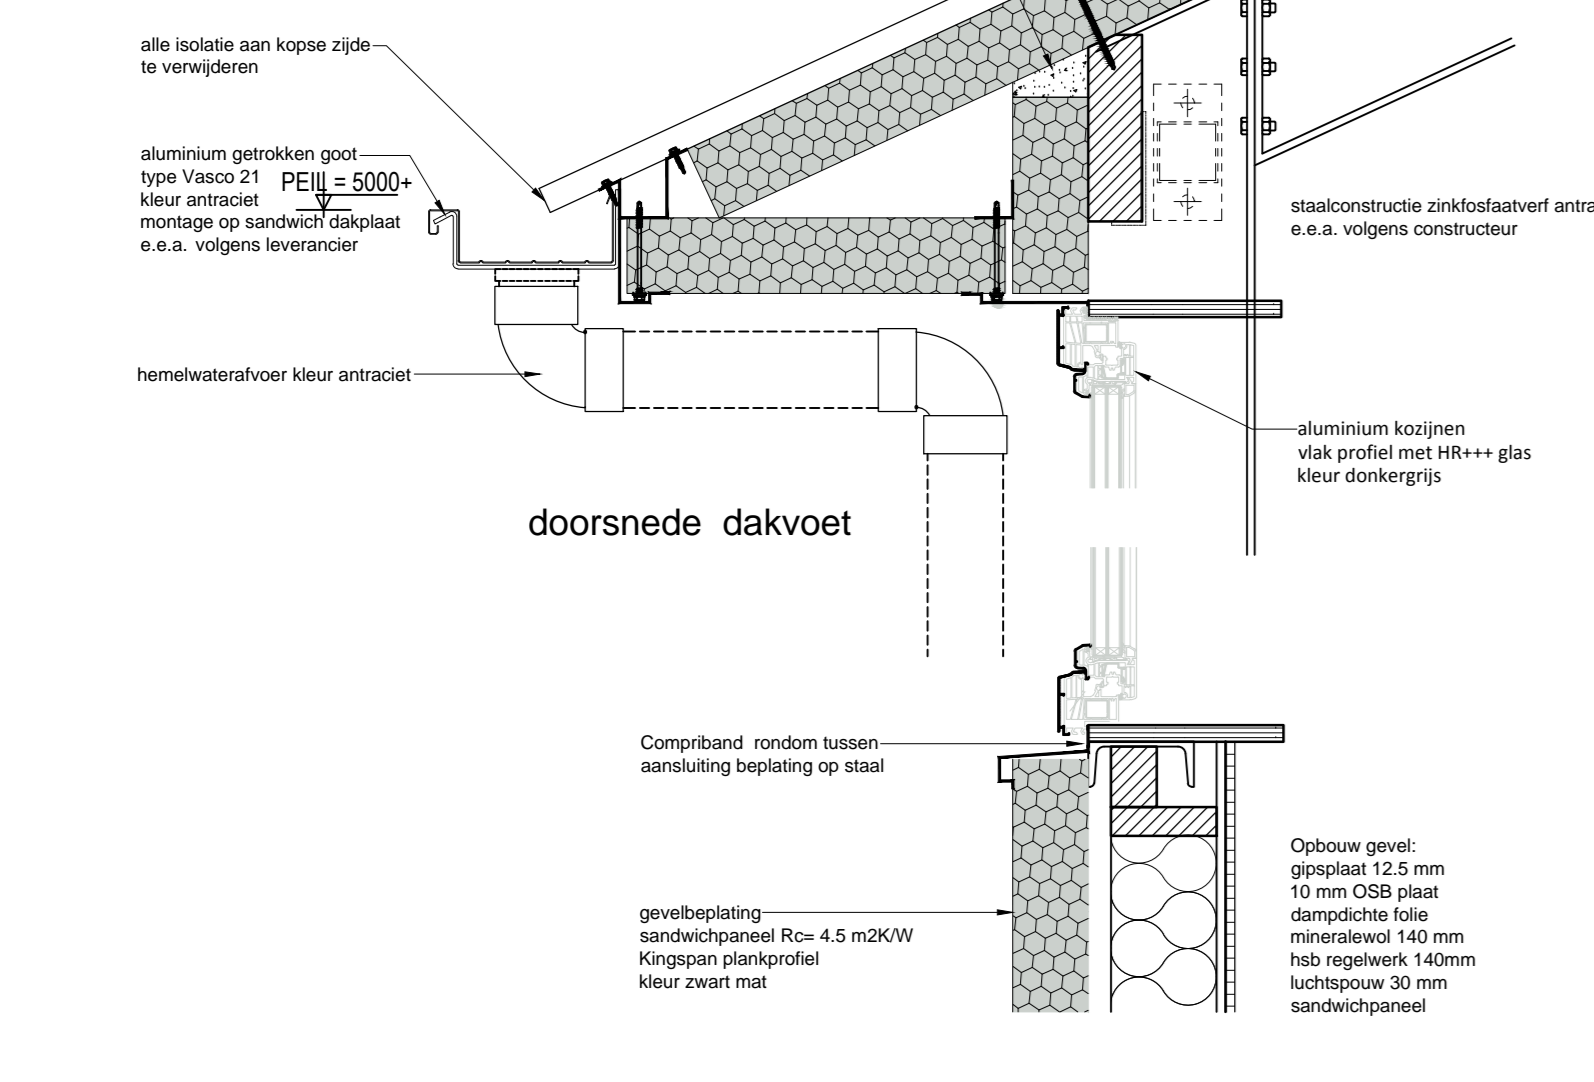 alle isolatie aan kopse zijde
te verwijderen
aluminium getrokken goot
type Vasco 21
kleur antraciet
montage op sandwich dakplaat
e.e.a. volgens leverancier
= 5000+
staalconstructie zinkfosfaatverf antra
e.e.a. volgens constructeur
hemelwaterafvoer kleur antraciet
aluminium kozijnen
vlak profiel met HR+++ glas
kleur donkergrijs
doorsnede dakvoet
Compriband rondom tussen
aansluiting beplating op staal
gevelbeplating
sandwichpaneel Rc= 4.5 m2K/W
Kingspan plankprofiel
kleur zwart mat
Opbouw gevel:
gipsplaat 12.5 mm
10 mm OSB plaat
dampdichte folie
mineralewol 140 mm
hsb regelwerk 140mm
luchtspouw 30 mm
sandwichpaneel